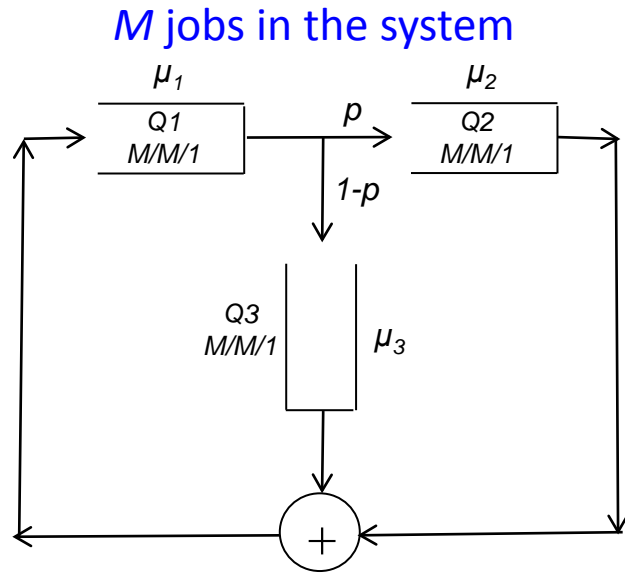 M jobs in the system
μ1
μ2
Q1
M/M/1
p
Q2
M/M/1
1-p
Q3
M/M/1
μ3
+